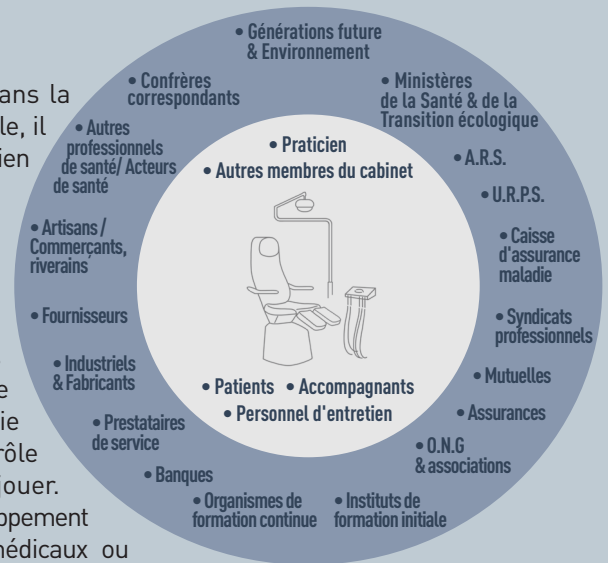 ans la
le, il
ien
e
ie
rôle
jouer.
ppement
médicaux ou
• Générations future
& Environnement
• Ministères
de la Santé & de la
Transition écologique
• A.R.S.
• U.R.P.S.
• Caisse
d'assurance
maladie
• Syndicats
professionnels
• Mutuelles
• Assurances
• O.N.G
& associations
• Instituts de
formation initiale
• Organismes de
formation continue
• Banques
• Prestataires
de service
• Industriels
& Fabricants
• Fournisseurs
• Artisans /
Commerçants,
riverains
• Autres
professionnels
de santé/ Acteurs
de santé
• Confrères
correspondants
• Praticien
• Autres membres du cabinet
• Patients • Accompagnants
• Personnel d'entretien